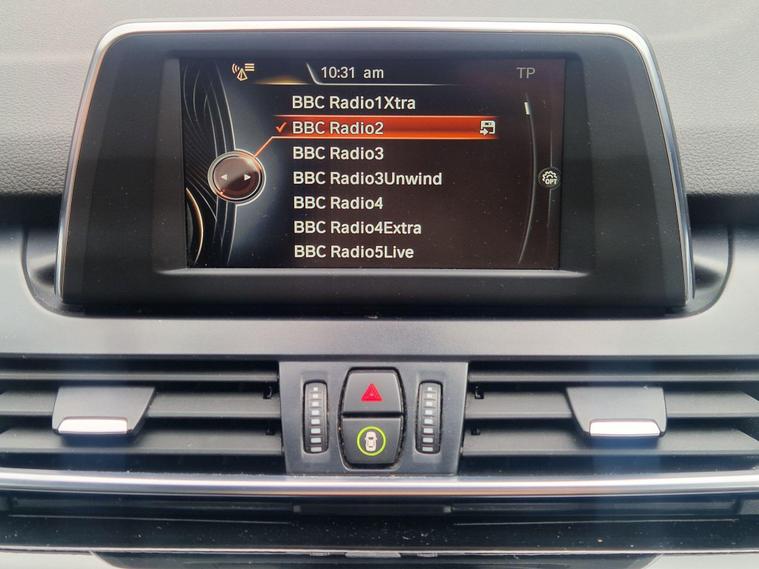 10:31 am
TP
BBC Radio1Xtra
BBC Radio2
BBC Radio3
BBC Radio3Unwind
BBC Radio4
BBC Radio4Extra
BBC Radio5Live
OPT